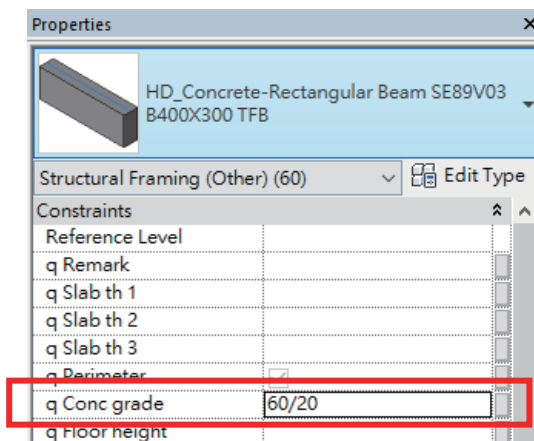 Properties
×
HD_Concrete-Rectangular Beam SE89V03
B400X300 TFB
Structural Framing (Other) (60)
Edit Type
Constraints
Reference Level
q Remark
q Slab th 1
q Slab th 2
q Slab th 3
q Perimeter
q Conc grade 60/20
q Floor height